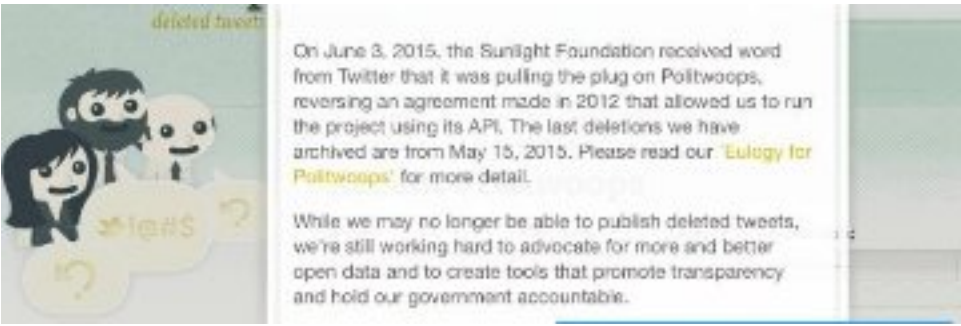 deleted tweets
On June 3, 2015, the Sunlight Foundation received word
from Twitter that it was pulling the plug on Politwoops,
reversing an agreement made in 2012 that allowed us to run
the project using its API. The last deletions we have
archived are from May 15, 2015. Please read our 'Eulogy for
Politwoops' for more detail.
While we may no longer be able to publish deleted tweets,
we're still working hard to advocate for more and better
open data and to create tools that promote transparency
and hold our government accountable.
!@#$
!?
!?